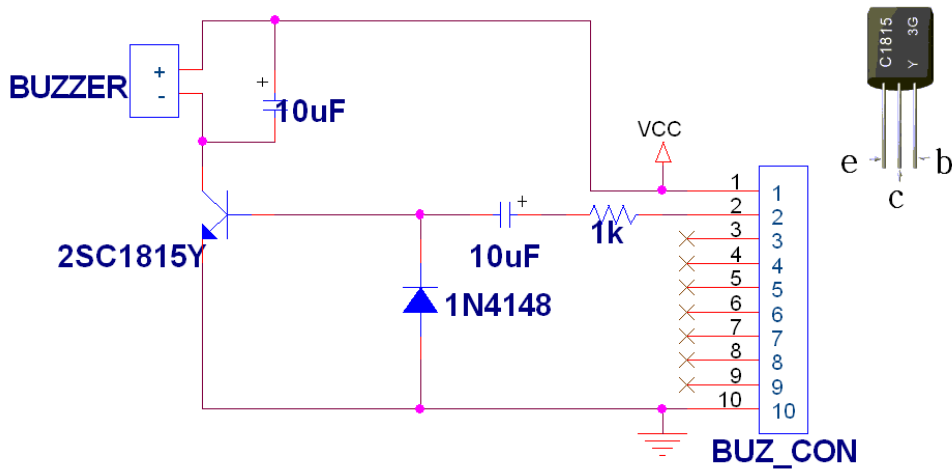 BUZZER
+
-
+
10uF
2SC1815Y
+
10uF
1k
1N4148
VCC
1 1
2 2
3 3
4 4
5 5
6 6
7 7
8 8
9 9
10 10
BUZ_CON
C1815
Y 3G
e
c
b